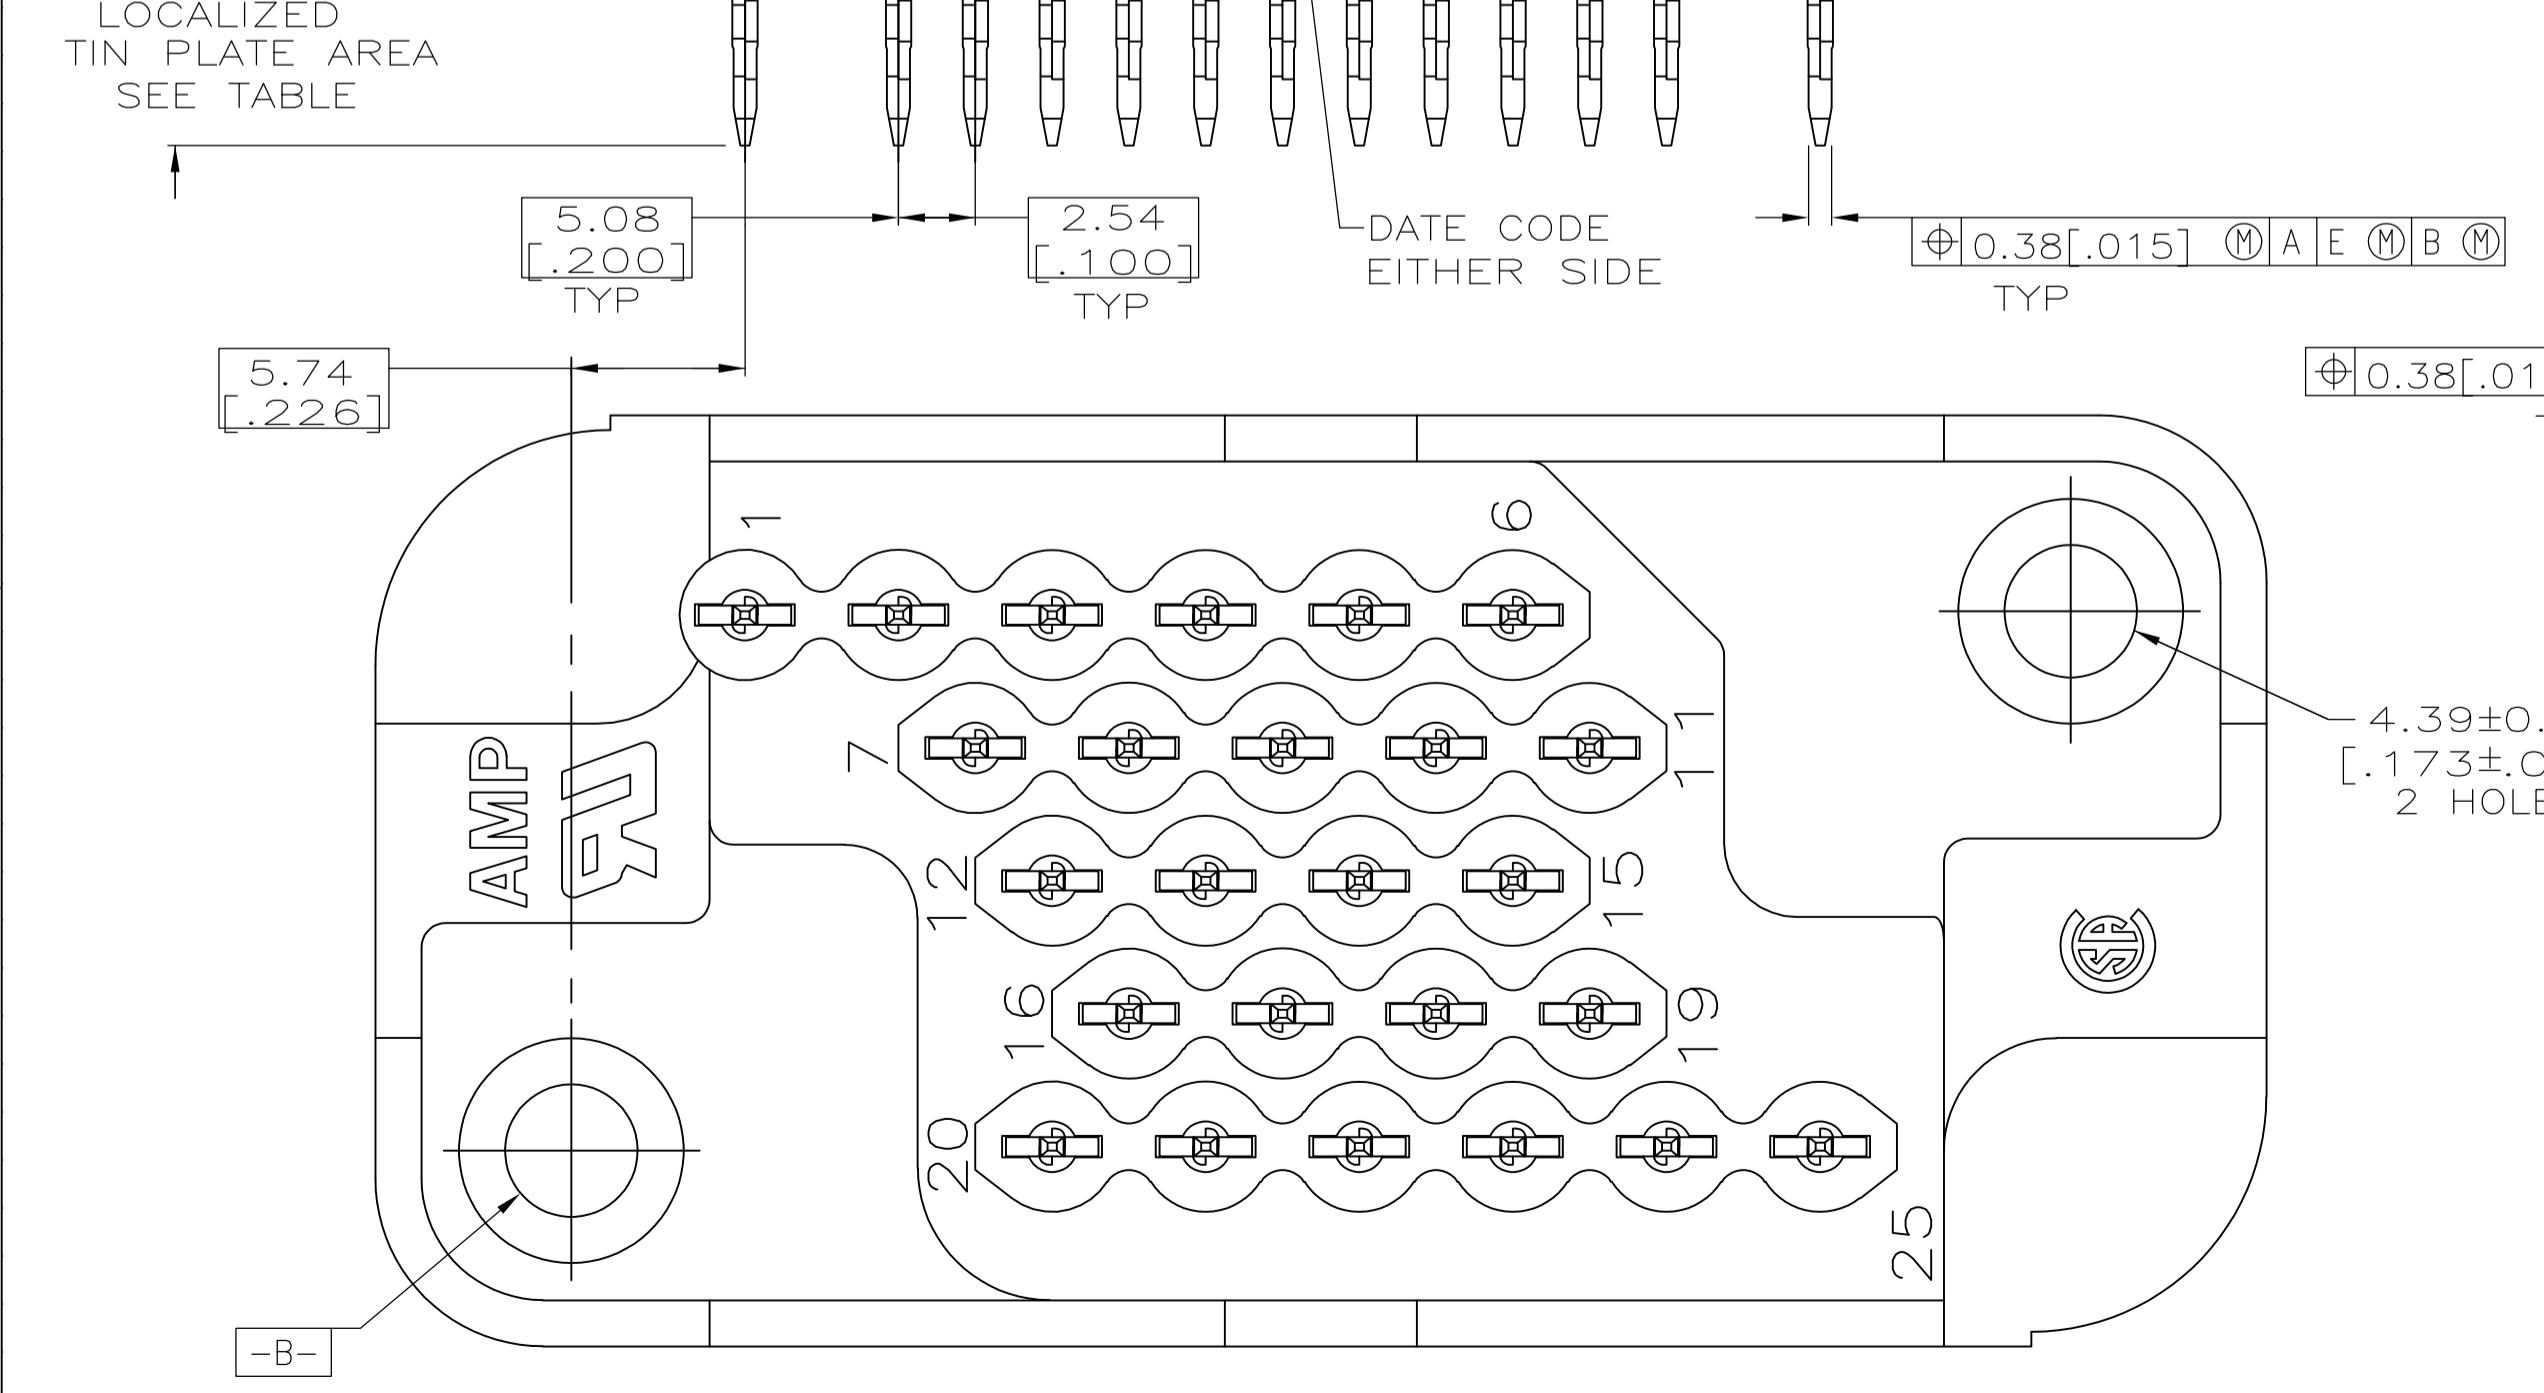 LOCALIZED
TIN PLATE AREA
SEE TABLE
5.08
[.200]
TYP
2.54
[.100]
TYP
DATE CODE
EITHER SIDE
⌖ 0.38[.015] Ⓜ A E Ⓜ B Ⓜ
TYP
5.74
[.226]
⌖ 0.38[.01
1
6
7
11
4.39±0.
[.173±.0
2 HOLE
AMP
12
15
16
19
20
25
-B-